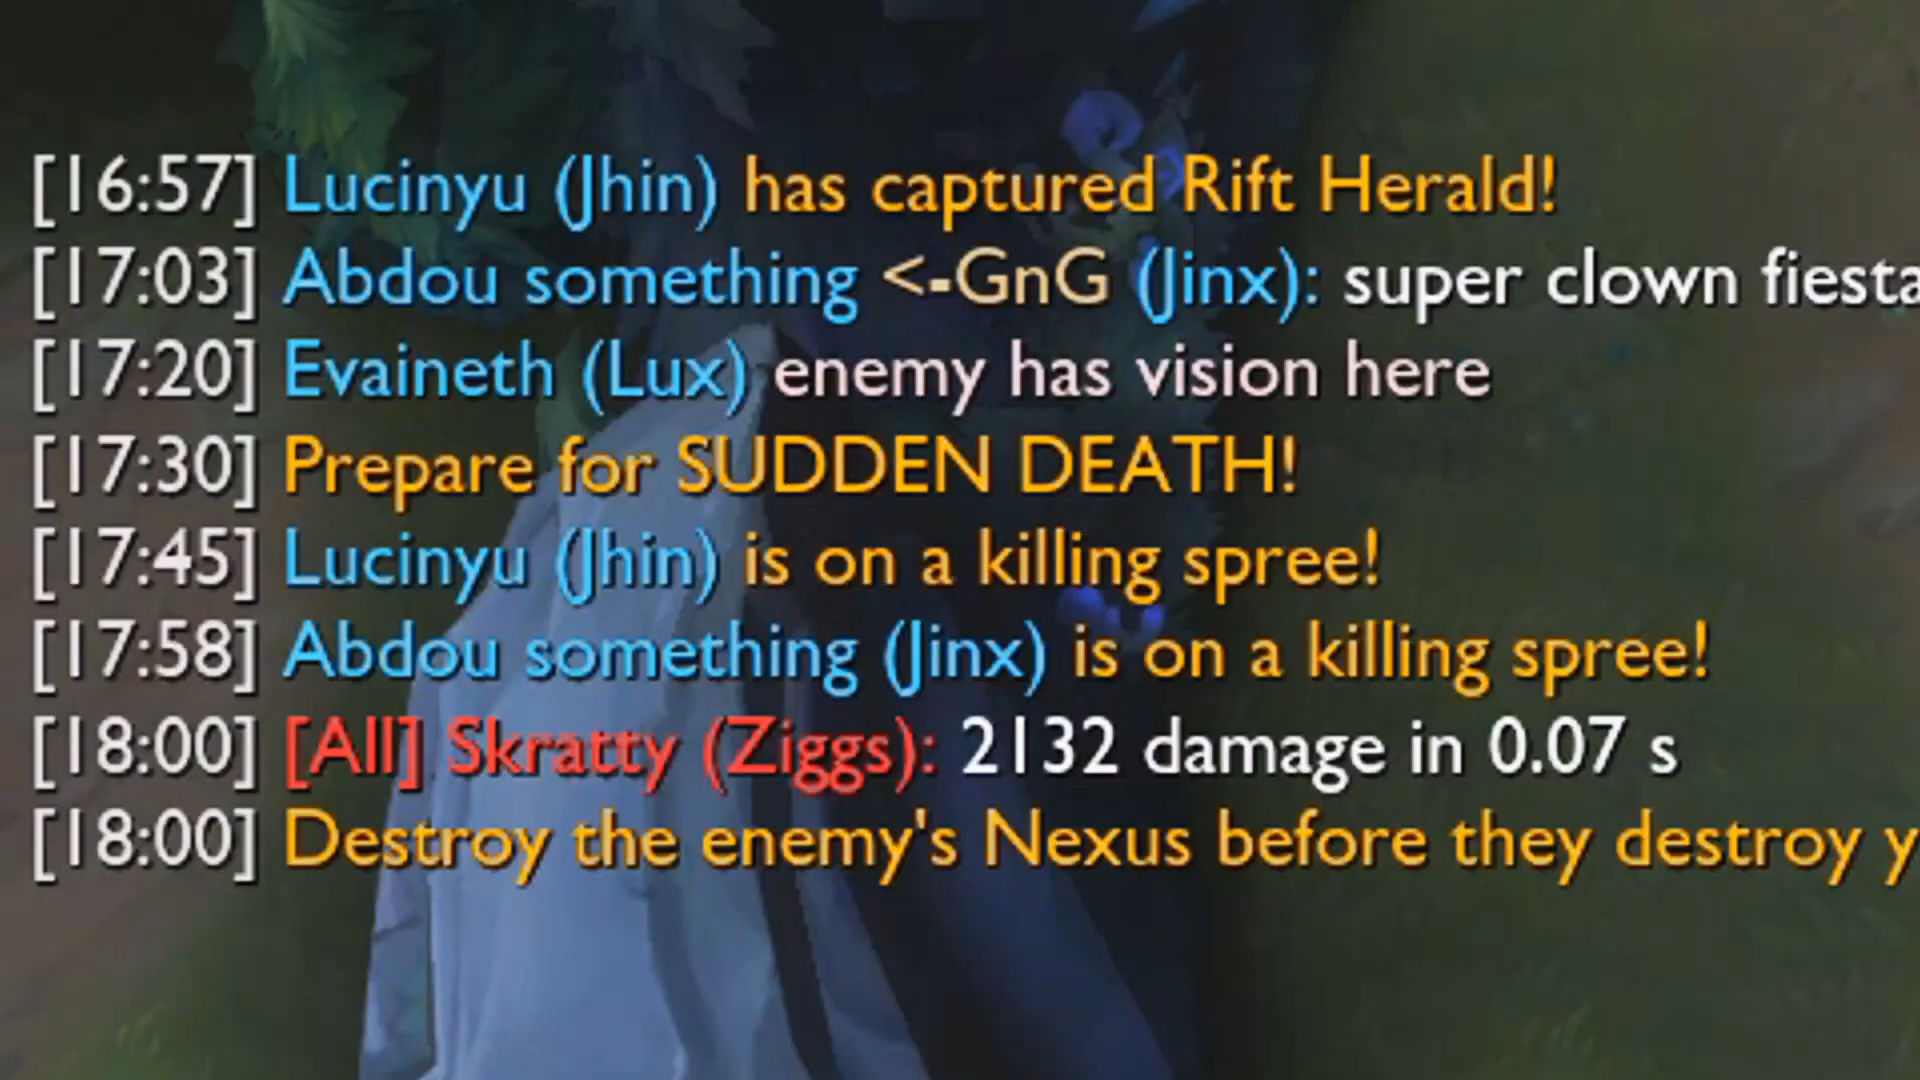 [16:57] Lucinyu (Jhin) has captured Rift Herald!
[17:03] Abdou something <-GnG (Jinx): super clown fiesta
[17:20] Evaineth (Lux) enemy has vision here
[17:30] Prepare for SUDDEN DEATH!
[17:45] Lucinyu (Jhin) is on a killing spree!
[17:58] Abdou something (Jinx) is on a killing spree!
[18:00] [All] Skratty (Ziggs): 2132 damage in 0.07 s
[18:00] Destroy the enemy's Nexus before they destroy y